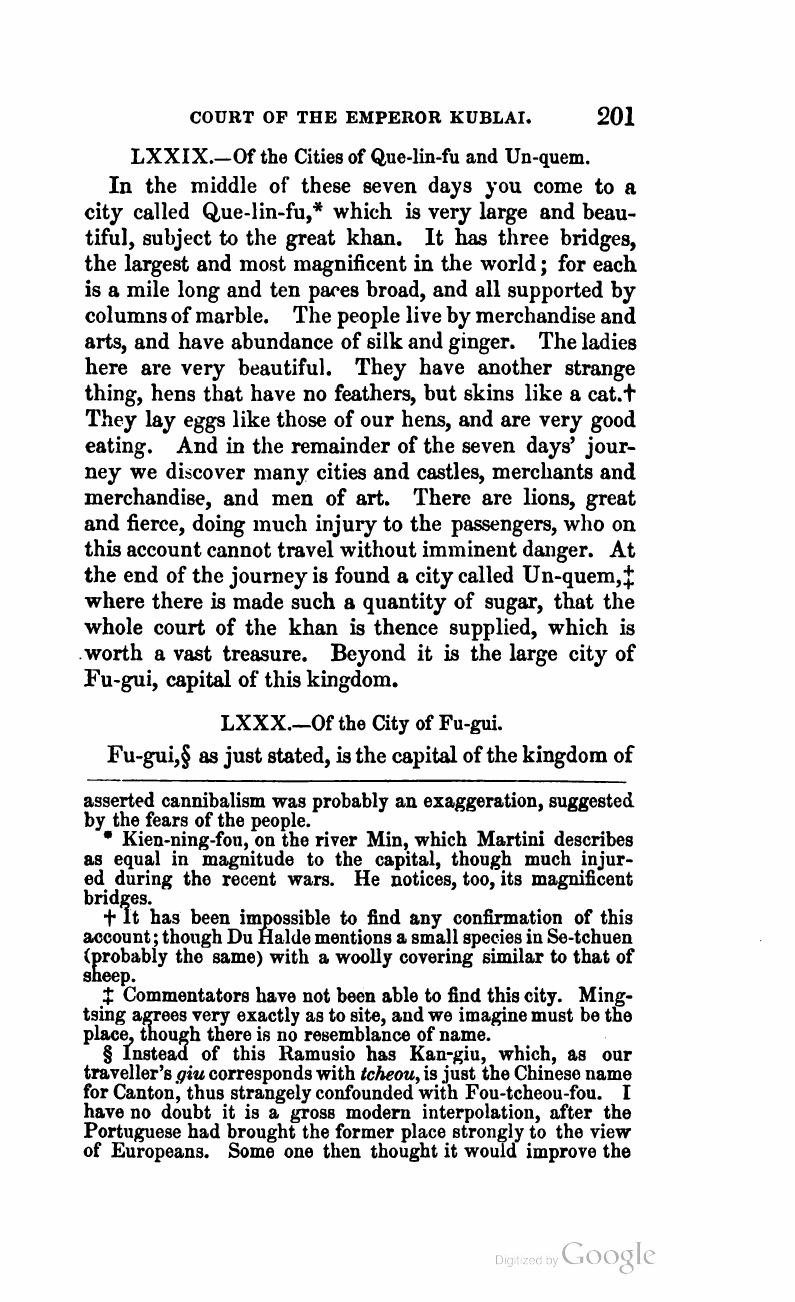 COURT OF THE EMPEROR KUBLAI. 201
LXXIX.—Of the Cities of Que-lin-fu and Un-quem.
In the middle of these seven days you come to a
city called Que-lin-fu,* which is very large and beau-
tiful, subject to the great khan. It has three bridges,
the largest and most magnificent in the world; for each
is a mile long and ten paces broad, and all supported by
columns of marble. The people live by merchandise and
arts, and have abundance of silk and ginger. The ladies
here are very beautiful. They have another strange
thing, hens that have no feathers, but skins like a cat.†
They lay eggs like those of our hens, and are very good
eating. And in the remainder of the seven days' jour-
ney we discover many cities and castles, merchants and
merchandise, and men of art. There are lions, great
and fierce, doing much injury to the passengers, who on
this account cannot travel without imminent danger. At
the end of the journey is found a city called Un-quem,‡
where there is made such a quantity of sugar, that the
whole court of the khan is thence supplied, which is
worth a vast treasure. Beyond it is the large city of
Fu-gui, capital of this kingdom.
LXXX.—Of the City of Fu-gui.
Fu-gui,§ as just stated, is the capital of the kingdom of
asserted cannibalism was probably an exaggeration, suggested
by the fears of the people.
* Kien-ning-fou, on the river Min, which Martini describes
as equal in magnitude to the capital, though much injur-
ed during the recent wars. He notices, too, its magnificent
bridges.
† It has been impossible to find any confirmation of this
account; though Du Halde mentions a small species in Se-tchuen
(probably the same) with a woolly covering similar to that of
sheep.
‡ Commentators have not been able to find this city. Ming-
tsing agrees very exactly as to site, and we imagine must be the
place, though there is no resemblance of name.
§ Instead of this Ramusio has Kan-giu, which, as our
traveller's giu corresponds with tcheou, is just the Chinese name
for Canton, thus strangely confounded with Fou-tcheou-fou. I
have no doubt it is a gross modern interpolation, after the
Portuguese had brought the former place strongly to the view
of Europeans. Some one then thought it would improve the
Digitized by Google